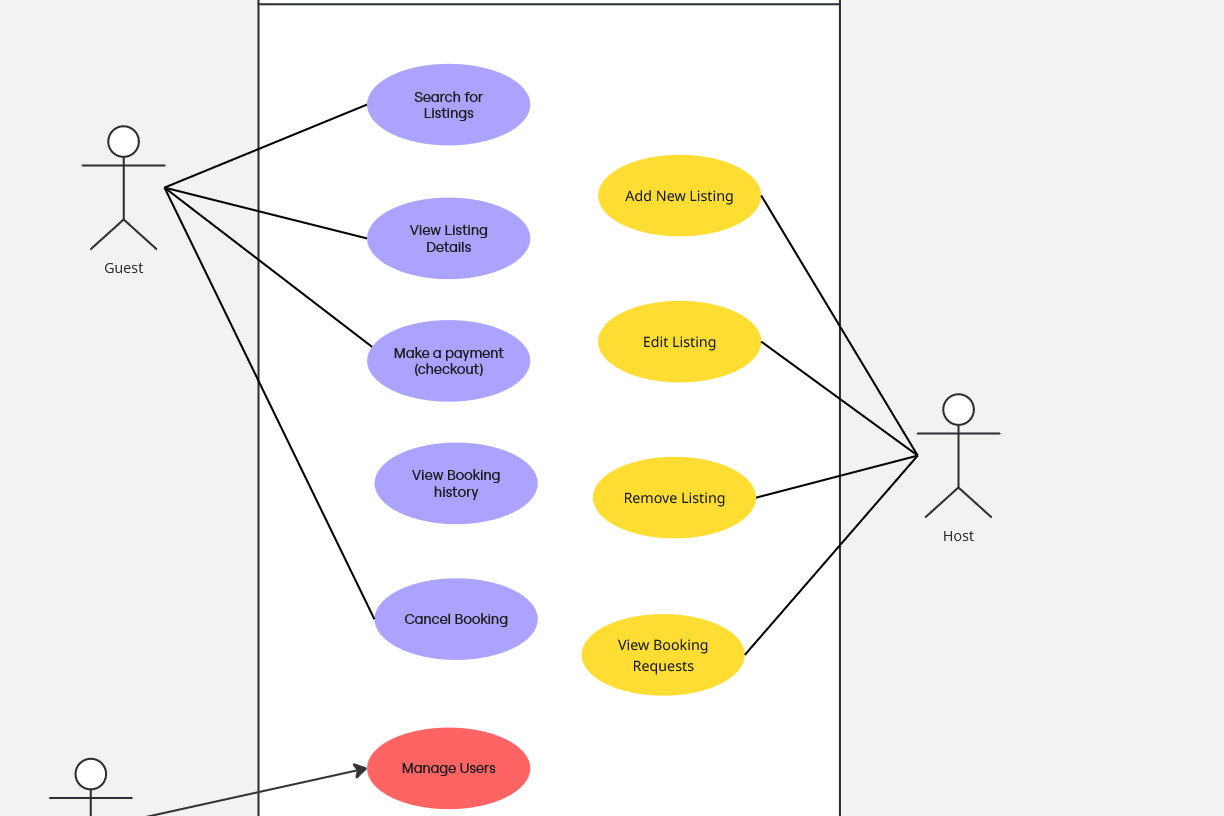 Search for
Listings
Guest
View Listing
Details
Make a payment
(checkout)
View Booking
history
Cancel Booking
Manage Users
Add New Listing
Edit Listing
Remove Listing
View Booking
Requests
Host